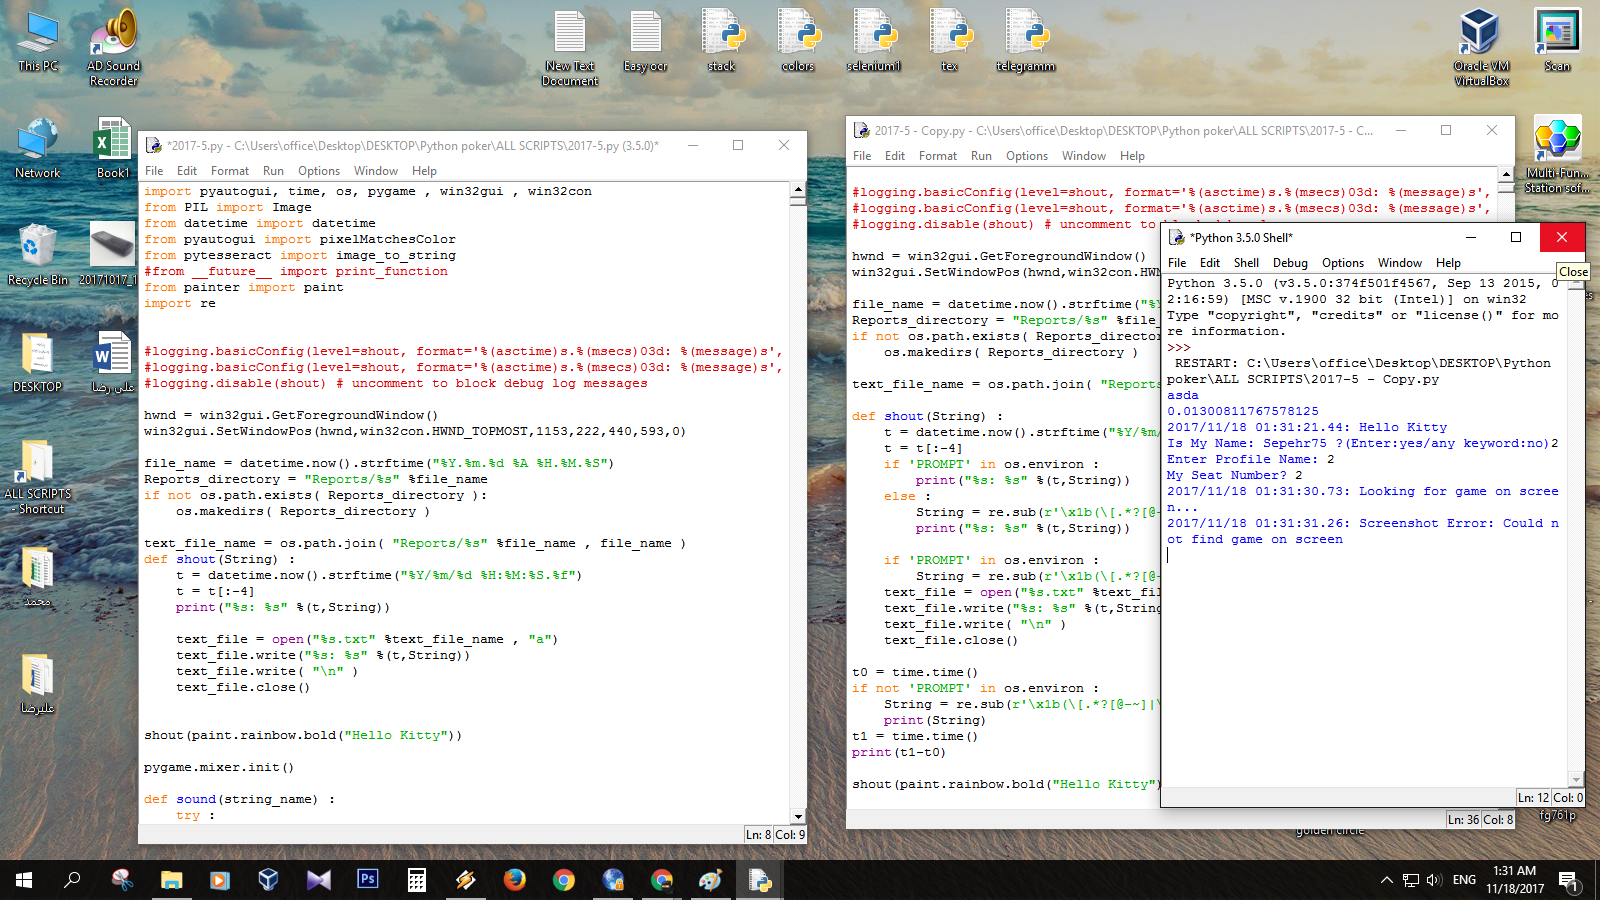 This PC
AD Sound
Recorder
New Text
Document
Easy ocr
stack
colors
selenium1
tex
telegramm
Oracle VM
VirtualBox
Scan
Network
Book1
Multi-Fun...
Station sof...
Recycle Bin
20171017_1
DESKTOP
علی رضا
ALL SCRIPTS
- Shortcut
محمد
علیرضا
golden circle
fg761p
*2017-5.py - C:\Users\office\Desktop\DESKTOP\Python poker\ALL SCRIPTS\2017-5.py (3.5.0)*
File Edit Format Run Options Window Help
import pyautogui, time, os, pygame , win32gui , win32con
from PIL import Image
from datetime import datetime
from pyautogui import pixelMatchesColor
from pytesseract import image_to_string
#from __future__ import print_function
from painter import paint
import re
#logging.basicConfig(level=shout, format='%(asctime)s.%(msecs)03d: %(message)s',
#logging.basicConfig(level=shout, format='%(asctime)s.%(msecs)03d: %(message)s',
#logging.disable(shout) # uncomment to block debug log messages
hwnd = win32gui.GetForegroundWindow()
win32gui.SetWindowPos(hwnd,win32con.HWND_TOPMOST,1153,222,440,593,0)
file_name = datetime.now().strftime("%Y.%m.%d %A %H.%M.%S")
Reports_directory = "Reports/%s" %file_name
if not os.path.exists( Reports_directory ):
    os.makedirs( Reports_directory )
text_file_name = os.path.join( "Reports/%s" %file_name , file_name )
def shout(String) :
    t = datetime.now().strftime("%Y/%m/%d %H:%M:%S.%f")
    t = t[:-4]
    print("%s: %s" %(t,String))
    text_file = open("%s.txt" %text_file_name , "a")
    text_file.write("%s: %s" %(t,String))
    text_file.write( "\n" )
    text_file.close()
shout(paint.rainbow.bold("Hello Kitty"))
pygame.mixer.init()
def sound(string_name) :
    try :
Ln: 8 Col: 9
2017-5 - Copy.py - C:\Users\office\Desktop\DESKTOP\Python poker\ALL SCRIPTS\2017-5 - C...
File Edit Format Run Options Window Help
#logging.basicConfig(level=shout, format='%(asctime)s.%(msecs)03d: %(message)s',
#logging.basicConfig(level=shout, format='%(asctime)s.%(msecs)03d: %(message)s',
#logging.disable(shout) # uncomment to
hwnd = win32gui.GetForegroundWindow()
win32gui.SetWindowPos(hwnd,win32con.HWN
file_name = datetime.now().strftime("%Y
Reports_directory = "Reports/%s" %file_
if not os.path.exists( Reports_director
    os.makedirs( Reports_directory )
text_file_name = os.path.join( "Reports
def shout(String) :
    t = datetime.now().strftime("%Y/%m/
    t = t[:-4]
    if 'PROMPT' in os.environ :
        print("%s: %s" %(t,String))
    else :
        String = re.sub(r'\x1b(\[.*?[@-
        print("%s: %s" %(t,String))
    if 'PROMPT' in os.environ :
        String = re.sub(r'\x1b(\[.*?[@-
    text_file = open("%s.txt" %text_fil
    text_file.write("%s: %s" %(t,String
    text_file.write( "\n" )
    text_file.close()
t0 = time.time()
if not 'PROMPT' in os.environ :
    String = re.sub(r'\x1b(\[.*?[@-~]|\
    print(String)
t1 = time.time()
print(t1-t0)
shout(paint.rainbow.bold("Hello Kitty")
Ln: 36 Col: 8
*Python 3.5.0 Shell*
File Edit Shell Debug Options Window Help
Close
Python 3.5.0 (v3.5.0:374f501f4567, Sep 13 2015, 0
2:16:59) [MSC v.1900 32 bit (Intel)] on win32
Type "copyright", "credits" or "license()" for mo
re information.
>>>
 RESTART: C:\Users\office\Desktop\DESKTOP\Python
poker\ALL SCRIPTS\2017-5 - Copy.py
asda
0.01300811767578125
2017/11/18 01:31:21.44: Hello Kitty
Is My Name: Sepehr75 ?(Enter:yes/any keyword:no)2
Enter Profile Name: 2
My Seat Number? 2
2017/11/18 01:31:30.73: Looking for game on scree
n...
2017/11/18 01:31:31.26: Screenshot Error: Could n
ot find game on screen
Ln: 12 Col: 0
Ps
ENG
1:31 AM
11/18/2017
1